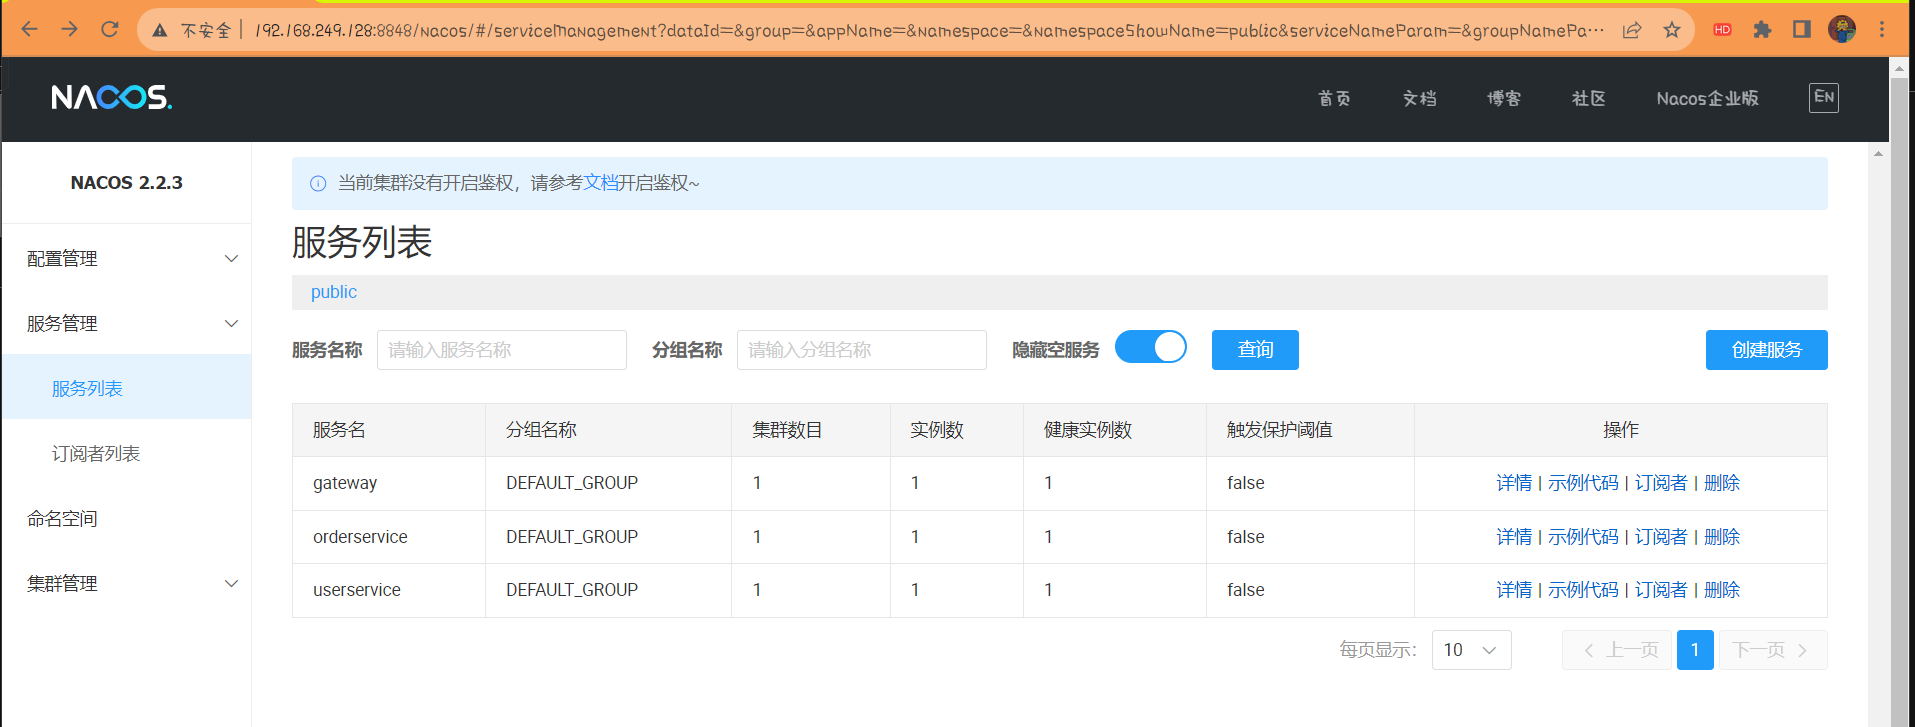 不安全 | 192.168.249.128:8848/nacos/#/serviceManagement?dataId=&group=&appName=&namespace=&namespaceShowName=public&serviceNameParam=&groupNamePa...
HD
NACOS.
首页 文档 博客 社区 Nacos企业版 EN
NACOS 2.2.3
当前集群没有开启鉴权，请参考文档开启鉴权~
服务列表
public
配置管理
服务管理
服务列表
订阅者列表
命名空间
集群管理
服务名称 请输入服务名称 分组名称 请输入分组名称 隐藏空服务 查询 创建服务
服务名 分组名称 集群数目 实例数 健康实例数 触发保护阈值 操作
gateway DEFAULT_GROUP 1 1 1 false 详情 | 示例代码 | 订阅者 | 删除
orderservice DEFAULT_GROUP 1 1 1 false 详情 | 示例代码 | 订阅者 | 删除
userservice DEFAULT_GROUP 1 1 1 false 详情 | 示例代码 | 订阅者 | 删除
每页显示： 10 上一页 1 下一页